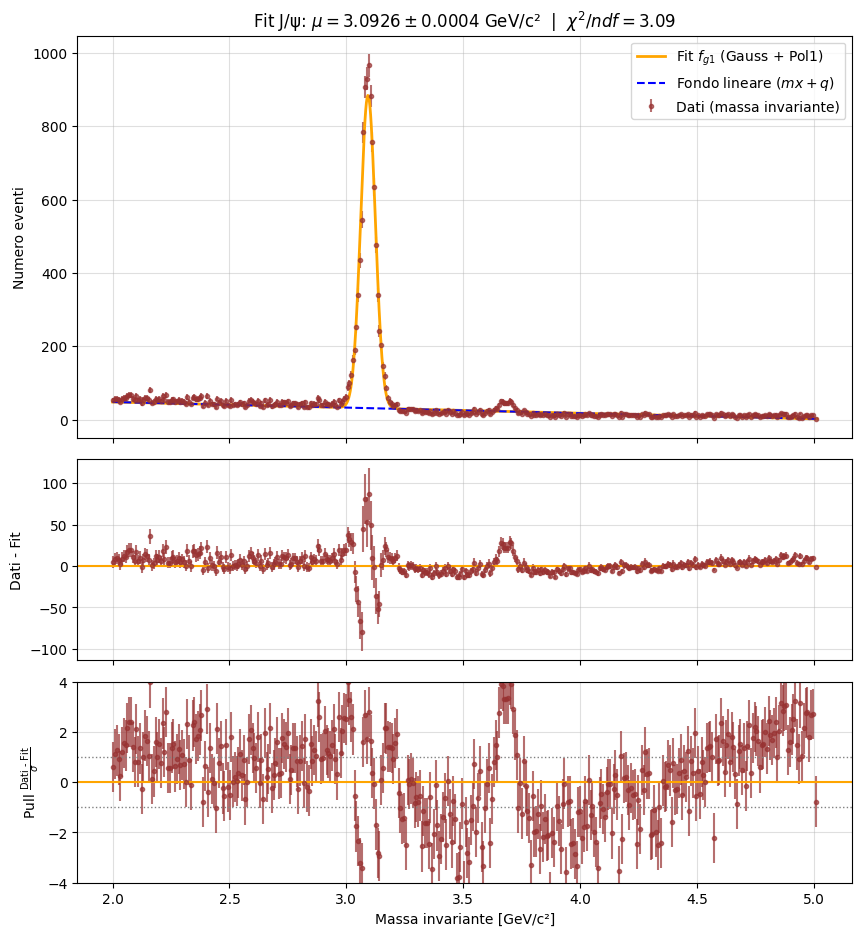 Fit J/ψ: μ = 3.0926 ± 0.0004 GeV/c² | χ²/ndf = 3.09
Fit f_{g1} (Gauss + Pol1)
Fondo lineare (mx + q)
Dati (massa invariante)
Numero eventi
1000
800
600
400
200
0
Dati - Fit
100
50
0
−50
−100
Pull \frac{Dati - Fit}{σ}
4
2
0
−2
−4
2.0 2.5 3.0 3.5 4.0 4.5 5.0
Massa invariante [GeV/c²]